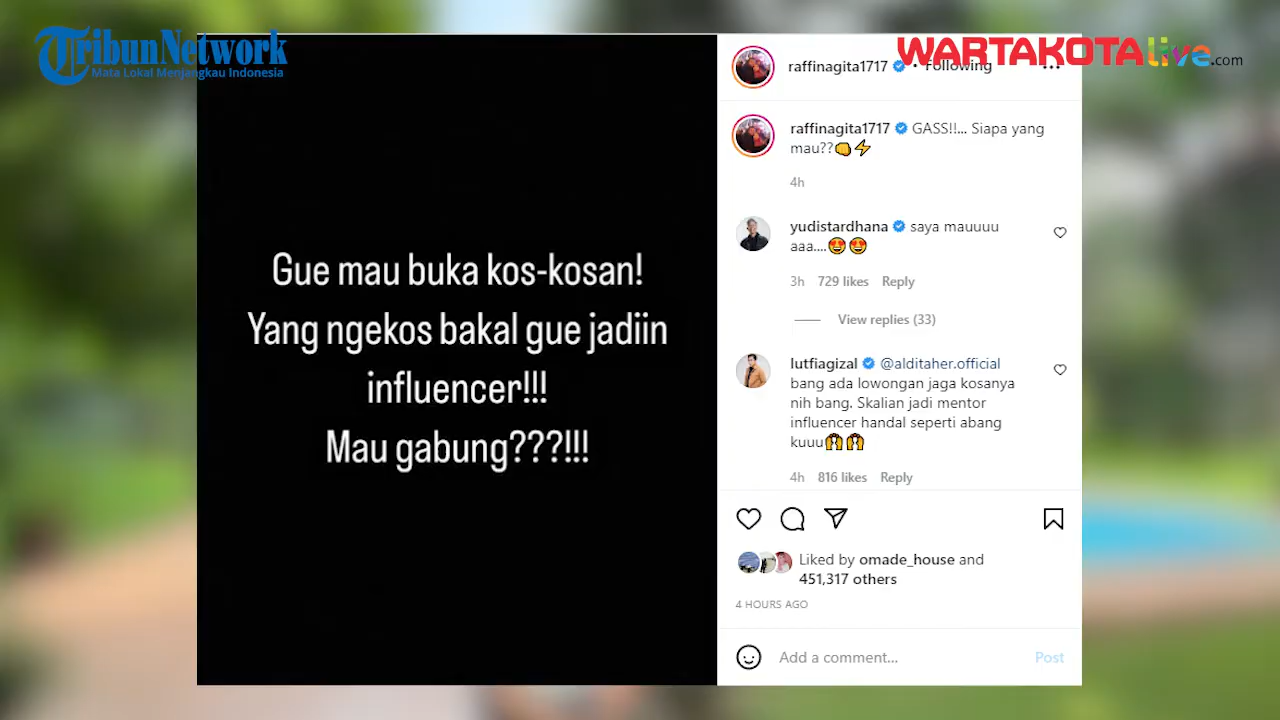 TribunNetwork
Mata Lokal Menjangkau Indonesia
WARTAKOTAlive.com
Gue mau buka kos-kosan!
Yang ngekos bakal gue jadiin
influencer!!!
Mau gabung???!!!
raffinagita1717 • Following
raffinagita1717 GASS!!... Siapa yang
mau??👊⚡
4h
yudistardhana saya mauuuu
aaa....😍😍
3h 729 likes Reply
View replies (33)
lutfiagizal @alditaher.official
bang ada lowongan jaga kosanya
nih bang. Skalian jadi mentor
influencer handal seperti abang
kuuu🙌🙌
4h 816 likes Reply
Liked by omade_house and
451,317 others
4 HOURS AGO
Add a comment... Post